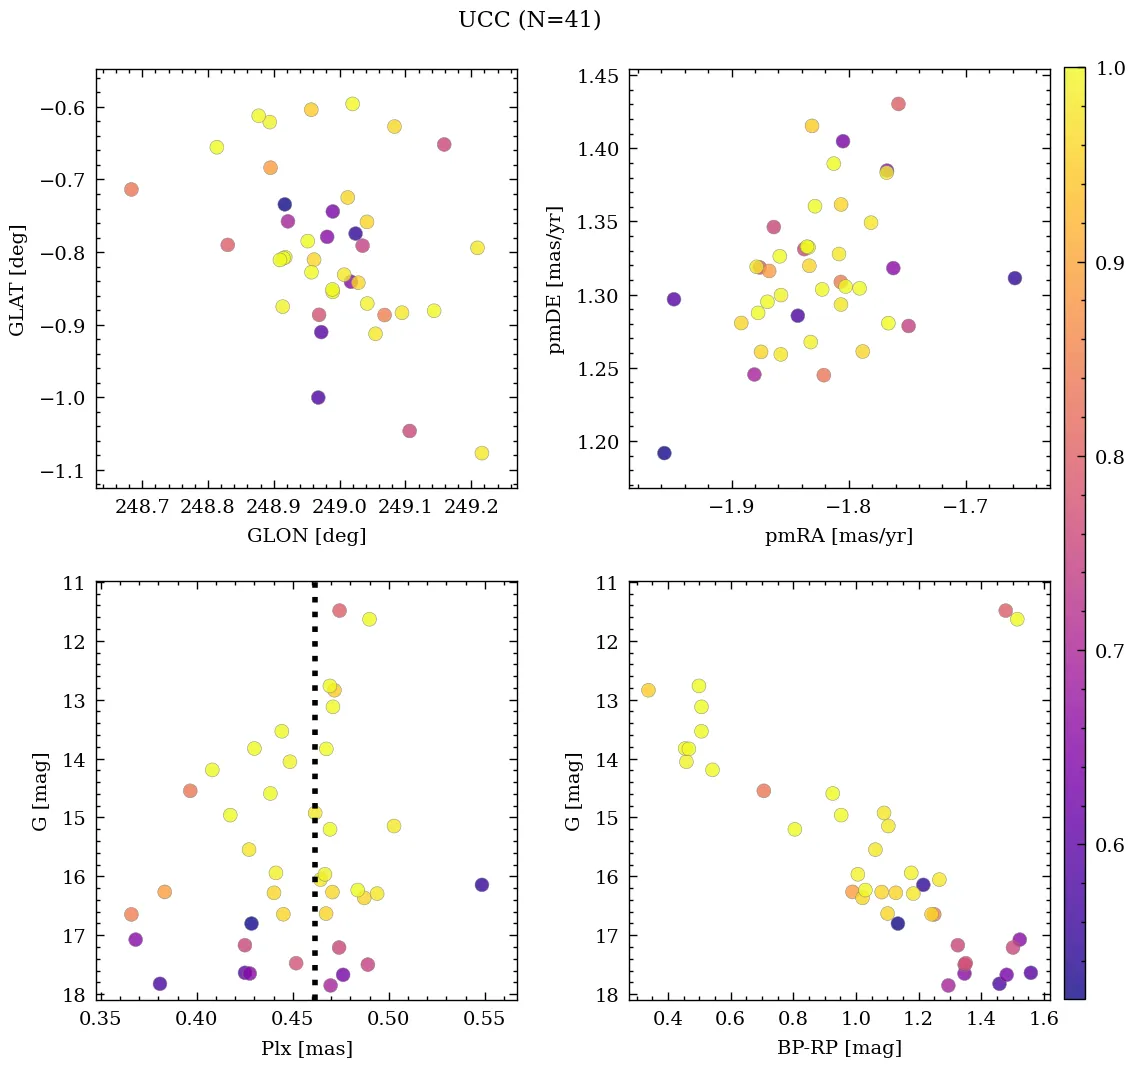 UCC (N=41)
−0.6
−0.7
−0.8
−0.9
−1.0
−1.1
GLAT [deg]
248.7 248.8 248.9 249.0 249.1 249.2
GLON [deg]
1.45
1.40
1.35
1.30
1.25
1.20
pmDE [mas/yr]
−1.9 −1.8 −1.7
pmRA [mas/yr]
11
12
13
14
15
16
17
18
G [mag]
0.35 0.40 0.45 0.50 0.55
Plx [mas]
11
12
13
14
15
16
17
18
G [mag]
0.4 0.6 0.8 1.0 1.2 1.4 1.6
BP-RP [mag]
1.0
0.9
0.8
0.7
0.6